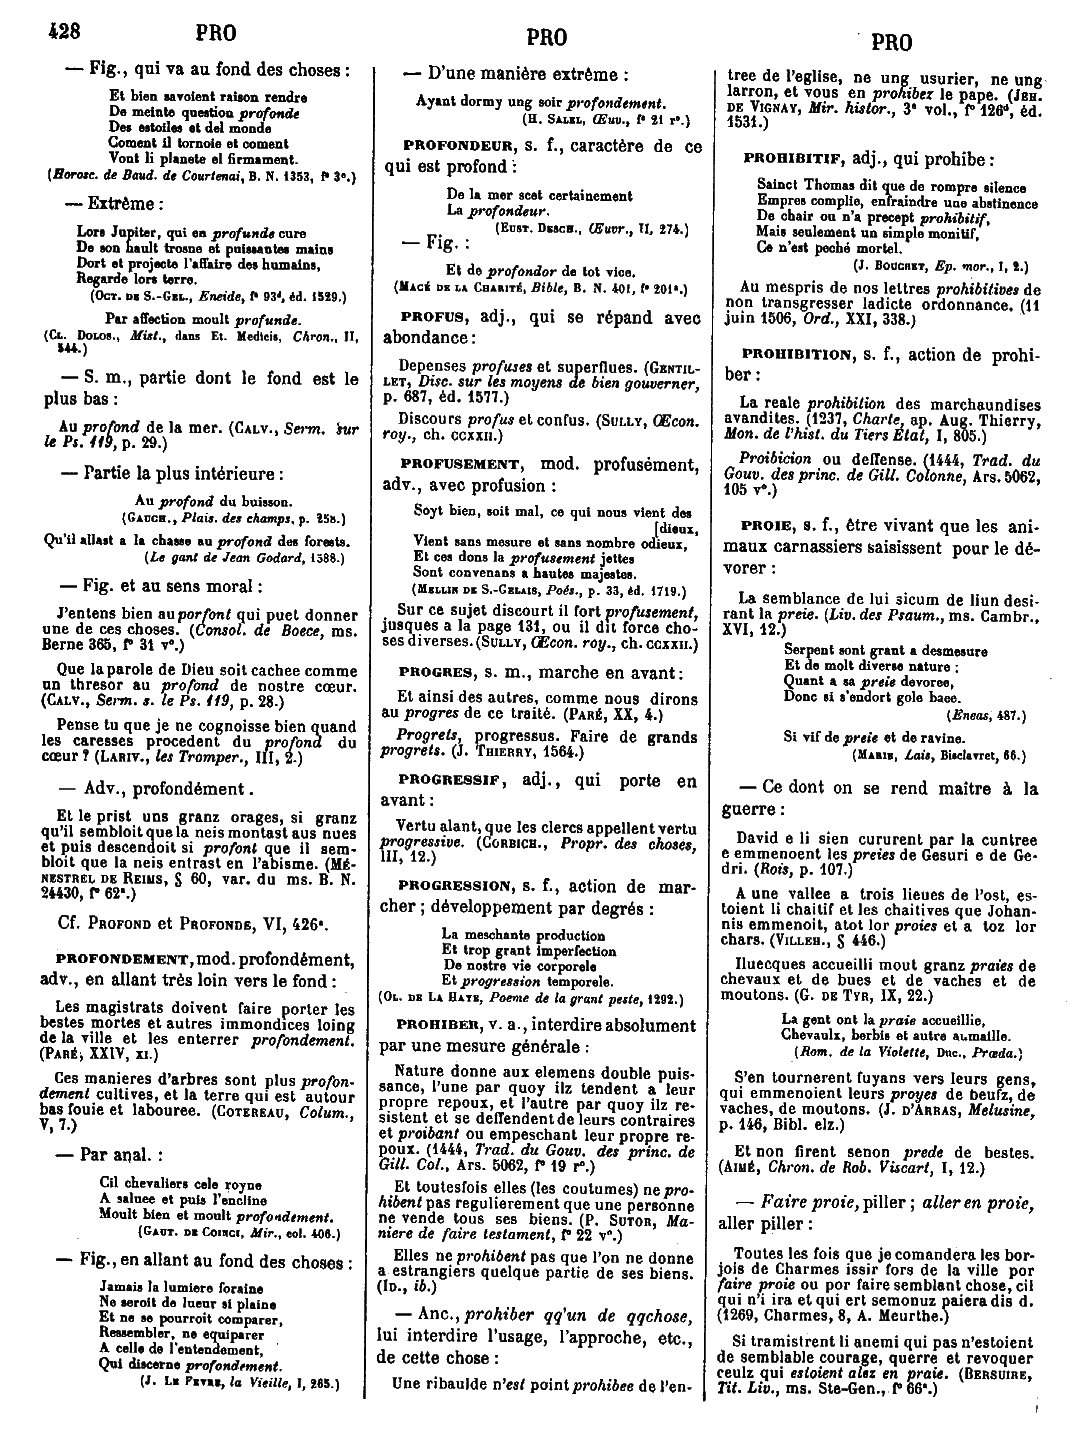 428 PRO
PRO
PRO
— Fig., qui va au fond des choses :
Et bien savoient raison rendre
De meinte question profonde
Des estoiles et del monde
Coment il tornoie et coment
Vont li planete el firmament.
(Horosc. de Baud. de Courtenai, B. N. 1353, f° 3°.)
— Extrême :
Lors Jupiter, qui en profunde cure
De son hault trosne et puissantes mains
Dort et projecte l'affaire des humains,
Regarde lors terre.
(Oct. de S.-Gel., Eneide, f° 93ᵈ, éd. 1529.)
Par affection moult profunde.
(Cl. Dolos., Mist., dans Et. Medicis, Chron., II,
544.)
— S. m., partie dont le fond est le
plus bas :
Au profond de la mer. (Calv., Serm. sur
le Ps. 119, p. 29.)
— Partie la plus intérieure :
Au profond du buisson.
(Gauch., Plais. des champs, p. 258.)
Qu'il allast a la chasse au profond des forests.
(Le gant de Jean Godard, 1588.)
— Fig. et au sens moral :
J'entens bien au porfont qui puet donner
une de ces choses. (Consol. de Boece, ms.
Berne 365, f° 31 v°.)
Que la parole de Dieu soit cachee comme
un thresor au profond de nostre cœur.
(Calv., Serm. s. le Ps. 119, p. 28.)
Pense tu que je ne cognoisse bien quand
les caresses procedent du profond du
cœur ? (Lariv., les Tromper., III, 2.)
— Adv., profondément.
Et le prist uns granz orages, si granz
qu'il sembloit que la neis montast aus nues
et puis descendoit si profont que il sem-
bloit que la neis entrast en l'abisme. (Mé-
nestrel de Reims, § 60, var. du ms. B. N.
24430, f° 62ᵃ.)
Cf. Profond et Profonde, VI, 426ᵃ.
PROFONDEMENT, mod. profondément,
adv., en allant très loin vers le fond :
Les magistrats doivent faire porter les
bestes mortes et autres immondices loing
de la ville et les enterrer profondement.
(Paré, XXIV, xi.)
Ces manieres d'arbres sont plus profon-
dement cultives, et la terre qui est autour
bas fouie et labouree. (Cotereau, Colum.,
V, 7.)
— Par anal. :
Cil chevaliers cele royne
A saluee et puis l'encline
Moult bien et moult profondement.
(Gaut. de Coinci, Mir., col. 406.)
— Fig., en allant au fond des choses :
Jamais la lumiere foraine
Ne seroit de lueur si plaine
Et ne se pourroit comparer,
Ressembler, ne equiparer
A celle de l'entendement,
Qui discerne profondement.
(J. Le Fevre, la Vieille, I, 265.)
— D'une manière extrême :
Ayant dormy ung soir profondement.
(H. Salel, Œuv., f° 21 r°.)
PROFONDEUR, s. f., caractère de ce
qui est profond :
De la mer scet certainement
La profondeur.
(Eust. Desch., Œuvr., II, 274.)
— Fig. :
Et de profondor de tot vice.
(Macé de la Charité, Bible, B. N. 401, f° 201ᵃ.)
PROFUS, adj., qui se répand avec
abondance :
Depenses profuses et superflues. (Gentil-
let, Disc. sur les moyens de bien gouverner,
p. 687, éd. 1577.)
Discours profus et confus. (Sully, Œcon.
roy., ch. ccxxii.)
PROFUSEMENT, mod. profusément,
adv., avec profusion :
Soyt bien, soit mal, ce qui nous vient des
[dieux,
Vient sans mesure et sans nombre odieux,
Et ces dons la profusement jettes
Sont convenans a hautes majestes.
(Mellin de S.-Gelais, Poés., p. 33, éd. 1719.)
Sur ce sujet discourt il fort profusement,
jusques a la page 131, ou il dit force cho-
ses diverses. (Sully, Œcon. roy., ch. ccxxii.)
PROGRES, s. m., marche en avant :
Et ainsi des autres, comme nous dirons
au progres de ce traité. (Paré, XX, 4.)
Progrets, progressus. Faire de grands
progrets. (J. Thierry, 1564.)
PROGRESSIF, adj., qui porte en
avant :
Vertu alant, que les clercs appellent vertu
progressive. (Corbich., Propr. des choses,
III, 12.)
PROGRESSION, s. f., action de mar-
cher ; développement par degrés :
La meschante production
Et trop grant imperfection
De nostre vie corporele
Et progression temporele.
(Ol. de La Haye, Poeme de la grant peste, 1292.)
PROHIBER, v. a., interdire absolument
par une mesure générale :
Nature donne aux elemens double puis-
sance, l'une par quoy ilz tendent a leur
propre repoux, et l'autre par quoy ilz re-
sistent et se deffendent de leurs contraires
et proibant ou empeschant leur propre re-
poux. (1444, Trad. du Gouv. des princ. de
Gill. Col., Ars. 5062, f° 19 r°.)
Et toutesfois elles (les coutumes) ne pro-
hibent pas regulierement que une personne
ne vende tous ses biens. (P. Sutor, Ma-
niere de faire testament, f° 22 v°.)
Elles ne prohibent pas que l'on ne donne
a estrangiers quelque partie de ses biens.
(Id., ib.)
— Anc., prohiber qq'un de qqchose,
lui interdire l'usage, l'approche, etc.,
de cette chose :
Une ribaulde n'est point prohibee de l'en-
tree de l'eglise, ne ung usurier, ne ung
larron, et vous en prohibez le pape. (Jeh.
de Vignay, Mir. histor., 3ᵉ vol., f° 126ᵈ, éd.
1531.)
PROHIBITIF, adj., qui prohibe :
Sainct Thomas dit que de rompre silence
Empres complie, enfraindre une abstinence
De chair ou n'a precept prohibitif,
Mais seulement un simple monitif,
Ce n'est peché mortel.
(J. Bouchet, Ep. mor., I, 2.)
Au mespris de nos lettres prohibitives de
non transgresser ladicte ordonnance. (11
juin 1506, Ord., XXI, 338.)
PROHIBITION, s. f., action de prohi-
ber :
La reale prohibition des marchaundises
avandites. (1237, Charte, ap. Aug. Thierry,
Mon. de l'hist. du Tiers Etat, I, 805.)
Proibicion ou deffense. (1444, Trad. du
Gouv. des princ. de Gill. Colonne, Ars. 5062,
105 v°.)
PROIE, s. f., être vivant que les ani-
maux carnassiers saisissent pour le dé-
vorer :
La semblance de lui sicum de liun desi-
rant la preie. (Liv. des Psaum., ms. Cambr.,
XVI, 12.)
Serpent sont grant a desmesure
Et de molt diverse nature ;
Quant a sa preie devoree,
Donc si s'endort gole baee.
(Eneas, 487.)
Si vif de preie et de ravine.
(Marie, Lais, Bisclavret, 66.)
— Ce dont on se rend maître à la
guerre :
David e li sien cururent par la cuntree
e emmenoent les preies de Gesuri e de Ge-
dri. (Rois, p. 107.)
A une vallee a trois lieues de l'ost, es-
toient li chaitif et les chaitives que Johan-
nis emmenoit, atot lor proies et a toz lor
chars. (Villeh., § 446.)
Iluecques accueilli mout granz praies de
chevaux et de bues et de vaches et de
moutons. (G. de Tyr, IX, 22.)
La gent ont la praie accueillie,
Chevaulx, berbis et autre aumaille.
(Rom. de la Violette, Duc., Præda.)
S'en tournerent fuyans vers leurs gens,
qui emmenoient leurs proyes de beufz, de
vaches, de moutons. (J. d'Arras, Melusine,
p. 146, Bibl. elz.)
Et non firent senon prede de bestes.
(Aimé, Chron. de Rob. Viscart, I, 12.)
— Faire proie, piller ; aller en proie,
aller piller :
Toutes les fois que je comandera les bor-
jois de Charmes issir fors de la ville por
faire proie ou por faire semblant chose, cil
qui n'i ira et qui ert semonuz paiera dis d.
(1269, Charmes, 8, A. Meurthe.)
Si tramistrent li anemi qui pas n'estoient
de semblable courage, querre et revoquer
ceulz qui estoient alez en praie. (Bersuire,
Tit. Liv., ms. Ste-Gen., f° 66ᵃ.)